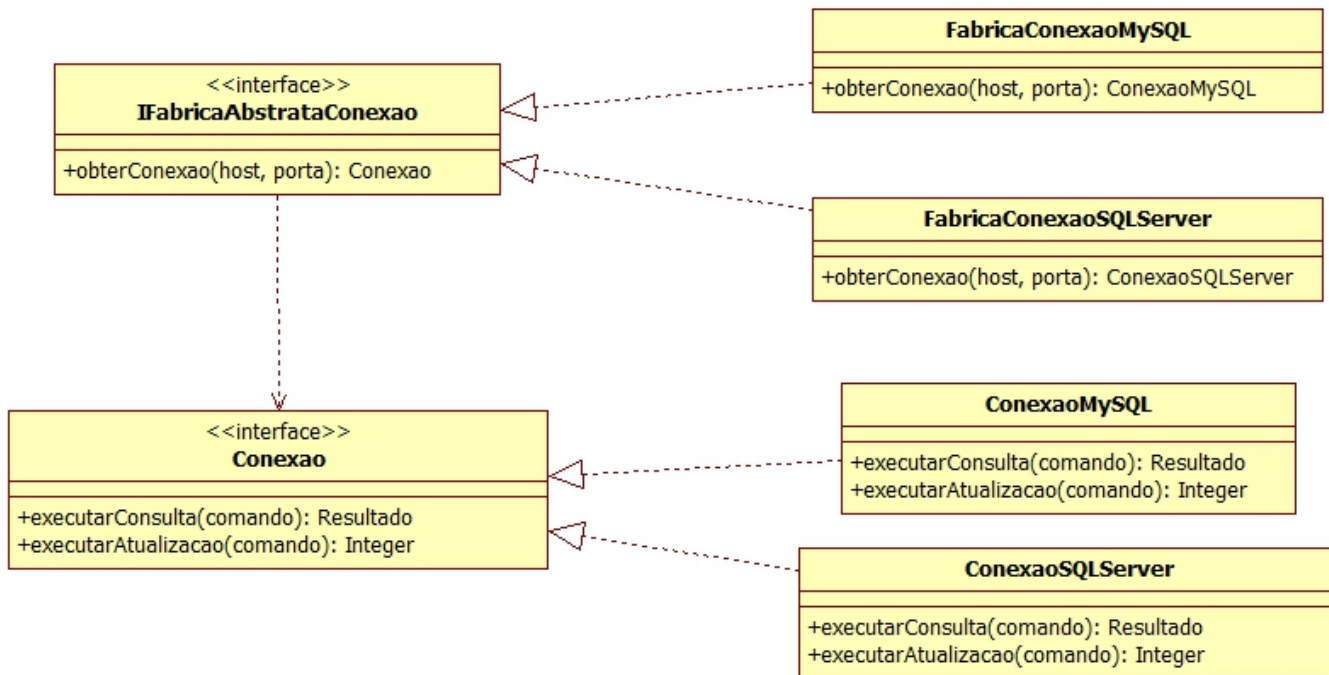 <<interface>>
IFabricaAbstrataConexao
+obterConexao(host, porta): Conexao
FabricaConexaoMySQL
+obterConexao(host, porta): ConexaoMySQL
FabricaConexaoSQLServer
+obterConexao(host, porta): ConexaoSQLServer
<<interface>>
Conexao
+executarConsulta(comando): Resultado
+executarAtualizacao(comando): Integer
ConexaoMySQL
+executarConsulta(comando): Resultado
+executarAtualizacao(comando): Integer
ConexaoSQLServer
+executarConsulta(comando): Resultado
+executarAtualizacao(comando): Integer